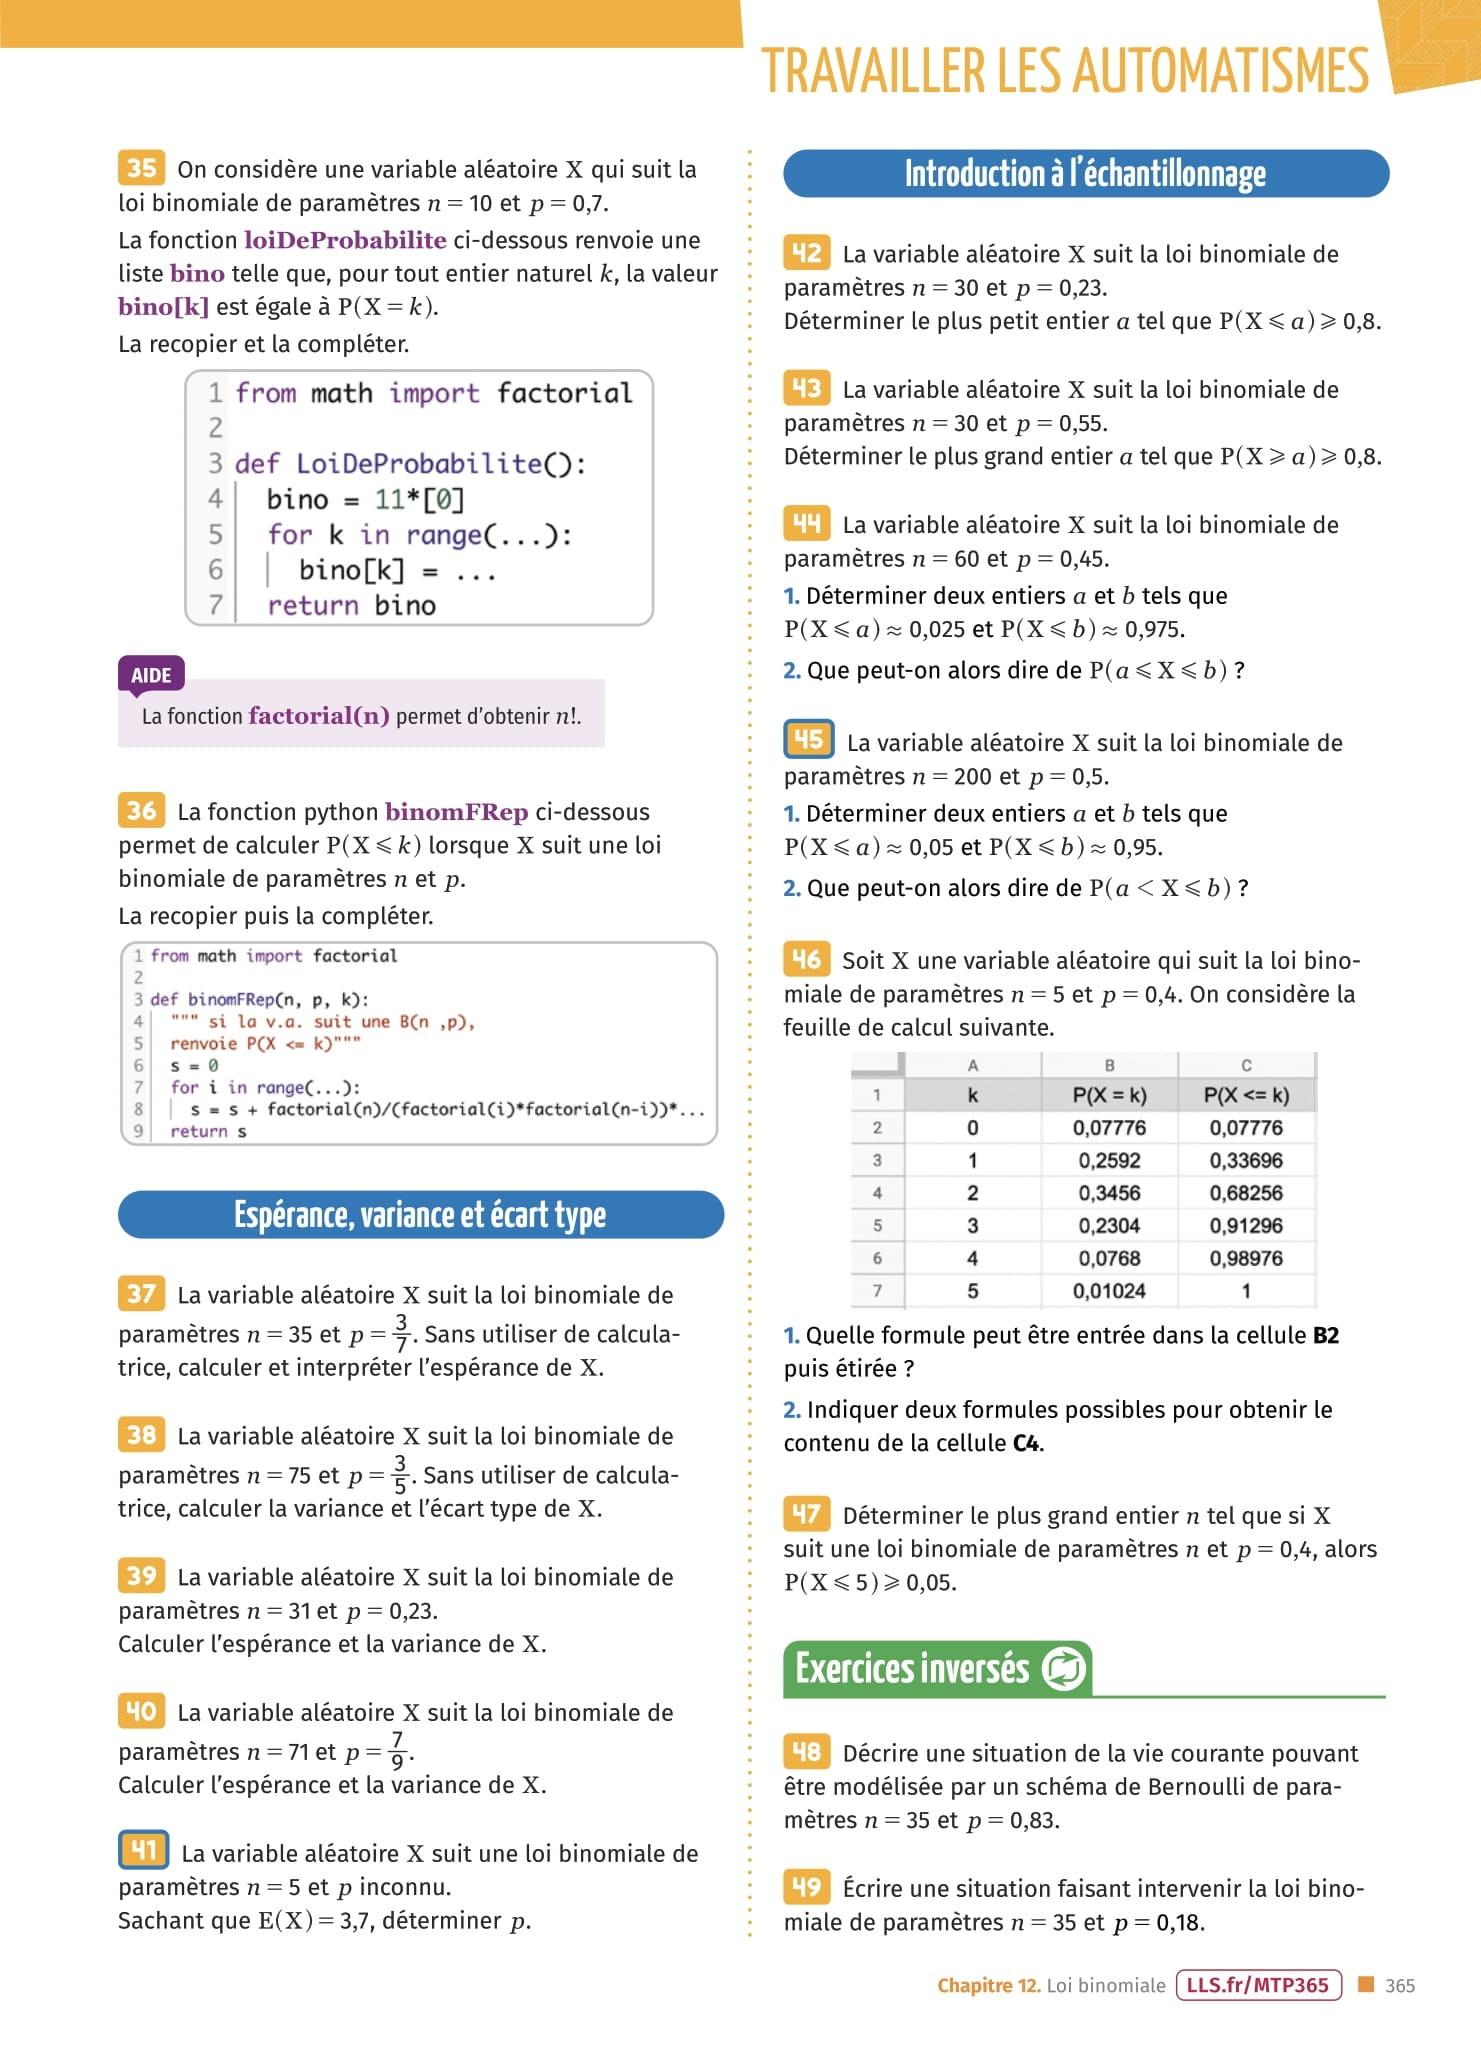 TRAVAILLER LES AUTOMATISMES
35 On considère une variable aléatoire X qui suit la
loi binomiale de paramètres n = 10 et p = 0,7.
La fonction loiDeProbabilite ci-dessous renvoie une
liste bino telle que, pour tout entier naturel k, la valeur
bino[k] est égale à P(X = k).
La recopier et la compléter.
1 from math import factorial
2
3 def LoiDeProbabilite():
4 bino = 11*[0]
5 for k in range(...):
6 bino[k] = ...
7 return bino
AIDE
La fonction factorial(n) permet d'obtenir n!.
36 La fonction python binomFRep ci-dessous
permet de calculer P(X ⩽ k) lorsque X suit une loi
binomiale de paramètres n et p.
La recopier puis la compléter.
1 from math import factorial
2
3 def binomFRep(n, p, k):
4 """ si la v.a. suit une B(n ,p),
5 renvoie P(X <= k)"""
6 s = 0
7 for i in range(...):
8 s = s + factorial(n)/(factorial(i)*factorial(n-i))*...
9 return s
Espérance, variance et écart type
37 La variable aléatoire X suit la loi binomiale de
paramètres n = 35 et p = 3/7. Sans utiliser de calcula-
trice, calculer et interpréter l'espérance de X.
38 La variable aléatoire X suit la loi binomiale de
paramètres n = 75 et p = 3/5. Sans utiliser de calcula-
trice, calculer la variance et l'écart type de X.
39 La variable aléatoire X suit la loi binomiale de
paramètres n = 31 et p = 0,23.
Calculer l'espérance et la variance de X.
40 La variable aléatoire X suit la loi binomiale de
paramètres n = 71 et p = 7/9.
Calculer l'espérance et la variance de X.
41 La variable aléatoire X suit une loi binomiale de
paramètres n = 5 et p inconnu.
Sachant que E(X) = 3,7, déterminer p.
Introduction à l'échantillonnage
42 La variable aléatoire X suit la loi binomiale de
paramètres n = 30 et p = 0,23.
Déterminer le plus petit entier a tel que P(X ⩽ a) ⩾ 0,8.
43 La variable aléatoire X suit la loi binomiale de
paramètres n = 30 et p = 0,55.
Déterminer le plus grand entier a tel que P(X ⩾ a) ⩾ 0,8.
44 La variable aléatoire X suit la loi binomiale de
paramètres n = 60 et p = 0,45.
1. Déterminer deux entiers a et b tels que
P(X ⩽ a) ≈ 0,025 et P(X ⩽ b) ≈ 0,975.
2. Que peut-on alors dire de P(a ⩽ X ⩽ b) ?
45 La variable aléatoire X suit la loi binomiale de
paramètres n = 200 et p = 0,5.
1. Déterminer deux entiers a et b tels que
P(X ⩽ a) ≈ 0,05 et P(X ⩽ b) ≈ 0,95.
2. Que peut-on alors dire de P(a < X ⩽ b) ?
46 Soit X une variable aléatoire qui suit la loi bino-
miale de paramètres n = 5 et p = 0,4. On considère la
feuille de calcul suivante.
A B C
1 k P(X = k) P(X <= k)
2 0 0,07776 0,07776
3 1 0,2592 0,33696
4 2 0,3456 0,68256
5 3 0,2304 0,91296
6 4 0,0768 0,98976
7 5 0,01024 1
1. Quelle formule peut être entrée dans la cellule B2
puis étirée ?
2. Indiquer deux formules possibles pour obtenir le
contenu de la cellule C4.
47 Déterminer le plus grand entier n tel que si X
suit une loi binomiale de paramètres n et p = 0,4, alors
P(X ⩽ 5) ⩾ 0,05.
Exercices inversés
48 Décrire une situation de la vie courante pouvant
être modélisée par un schéma de Bernoulli de para-
mètres n = 35 et p = 0,83.
49 Écrire une situation faisant intervenir la loi bino-
miale de paramètres n = 35 et p = 0,18.
Chapitre 12. Loi binomiale LLS.fr/MTP365 365